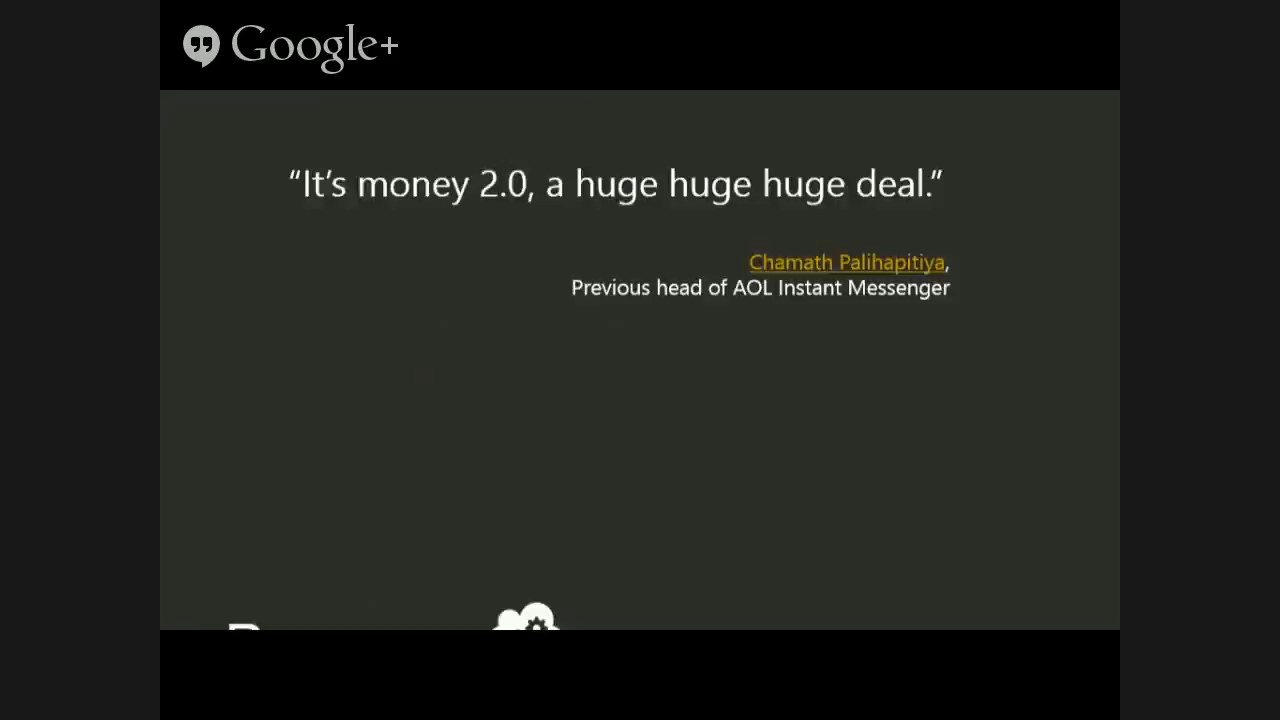 Google+
“It’s money 2.0, a huge huge huge deal.”
Chamath Palihapitiya,
Previous head of AOL Instant Messenger